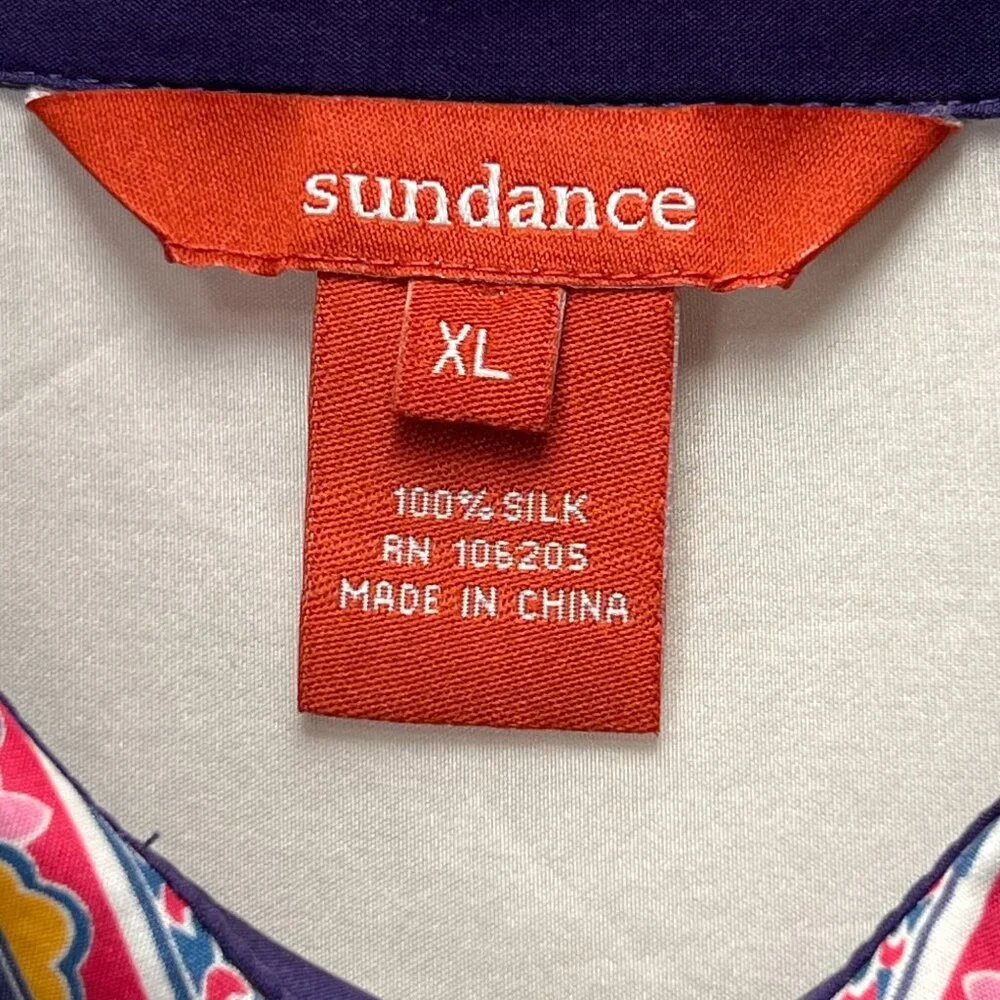 sundance
XL
100% SILK
RN 106205
MADE IN CHINA